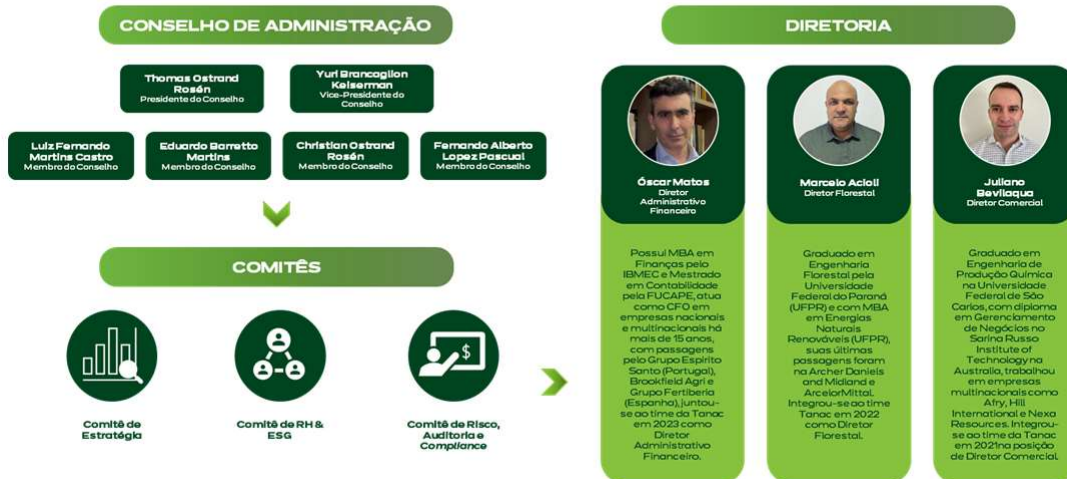 CONSELHO DE ADMINISTRAÇÃO
Thomas Ostrand
Rosén
Presidente do Conselho
Yuri Brancaglion
Keiserman
Vice-Presidente do
Conselho
Luiz Fernando
Martins Castro
Membro do Conselho
Eduardo Barretto
Martins
Membro do Conselho
Christian Ostrand
Rosén
Membro do Conselho
Fernando Alberto
Lopez Pascual
Membro do Conselho
COMITÊS
Comitê de
Estratégia
Comitê de RH &
ESG
$
Comitê de Risco,
Auditoria e
Compliance
DIRETORIA
Óscar Matos
Diretor
Administrativo
Financeiro
Possui MBA em
Finanças pelo
IBMEC e Mestrado
em Contabilidade
pela FUCAPE, atua
como CFO em
empresas nacionais
e multinacionais há
mais de 15 anos,
com passagens
pelo Grupo Espírito
Santo (Portugal),
Brookfield Agri e
Grupo Fertiberia
(Espanha), juntou-
se ao time da Tanac
em 2023 como
Diretor
Administrativo
Financeiro.
Marcelo Acioli
Diretor Florestal
Graduado em
Engenharia
Florestal pela
Universidade
Federal do Paraná
(UFPR) e com MBA
em Energias
Naturais
Renováveis (UFPR),
suas últimas
passagens foram
na Archer Daniels
and Midland e
ArcelorMittal.
Integrou-se ao time
Tanac em 2022
como Diretor
Florestal.
Juliano
Bevilaqua
Diretor Comercial
Graduado em
Engenharia de
Produção Química
na Universidade
Federal de São
Carlos, com diploma
em Gerenciamento
de Negócios no
Sarina Russo
Institute of
Technology na
Australia, trabalhou
em empresas
multinacionais como
Afry, Hill
International e Nexa
Resources. Integrou-
se ao time da Tanac
em 2021na posição
de Diretor Comercial.